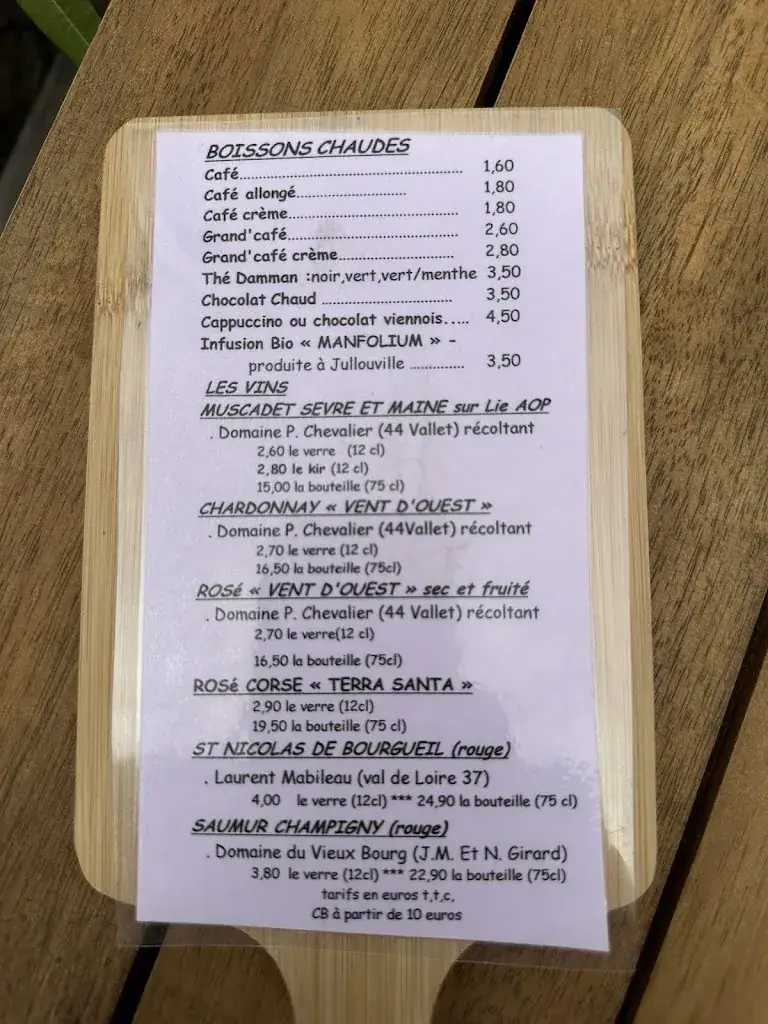 BOISSONS CHAUDES
Café........................................................ 1,60
Café allongé............................ 1,80
Café crème........................................... 1,80
Grand'café........................................... 2,60
Grand'café crème............................. 2,80
Thé Damman :noir,vert,vert/menthe 3,50
Chocolat Chaud ................................. 3,50
Cappuccino ou chocolat viennois..... 4,50
Infusion Bio « MANFOLIUM » -
produite à Jullouville .............. 3,50
LES VINS
MUSCADET SEVRE ET MAINE sur Lie AOP
. Domaine P. Chevalier (44 Vallet) récoltant
2,60 le verre (12 cl)
2,80 le kir (12 cl)
15,00 la bouteille (75 cl)
CHARDONNAY « VENT D'OUEST »
. Domaine P. Chevalier (44Vallet) récoltant
2,70 le verre (12 cl)
16,50 la bouteille (75cl)
ROSé « VENT D'OUEST » sec et fruité
. Domaine P. Chevalier (44 Vallet) récoltant
2,70 le verre(12 cl)
16,50 la bouteille (75cl)
ROSé CORSE « TERRA SANTA »
2,90 le verre (12cl)
19,50 la bouteille (75 cl)
ST NICOLAS DE BOURGUEIL (rouge)
. Laurent Mabileau (val de Loire 37)
4,00 le verre (12cl) *** 24,90 la bouteille (75 cl)
SAUMUR CHAMPIGNY (rouge)
. Domaine du Vieux Bourg (J.M. Et N. Girard)
3,80 le verre (12cl) *** 22,90 la bouteille (75cl)
tarifs en euros t,t,c,
CB à partir de 10 euros